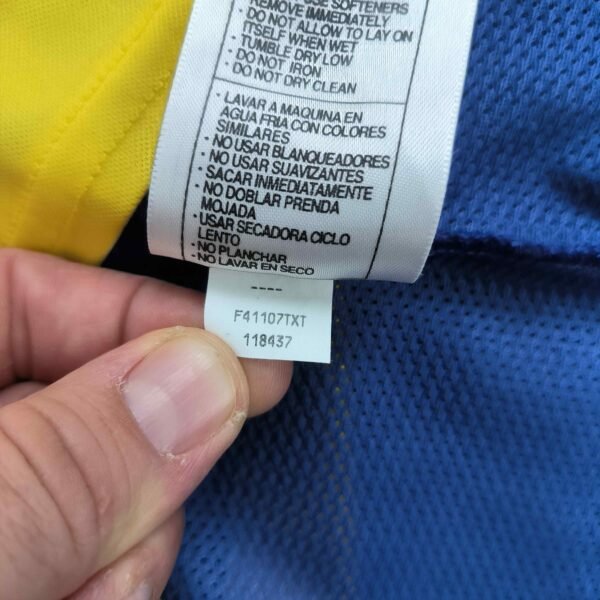 SOFTENERS
REMOVE IMMEDIATELY
DO NOT ALLOW TO LAY ON
ITSELF WHEN WET
• TUMBLE DRY LOW
• DO NOT IRON
• DO NOT DRY CLEAN
• LAVAR A MAQUINA EN
AGUA FRIA CON COLORES
SIMILARES
• NO USAR BLANQUEADORES
• NO USAR SUAVIZANTES
• SACAR INMEDIATAMENTE
• NO DOBLAR PRENDA
MOJADA
• USAR SECADORA CICLO
LENTO
• NO PLANCHAR
• NO LAVAR EN SECO
----
F41107TXT
118437